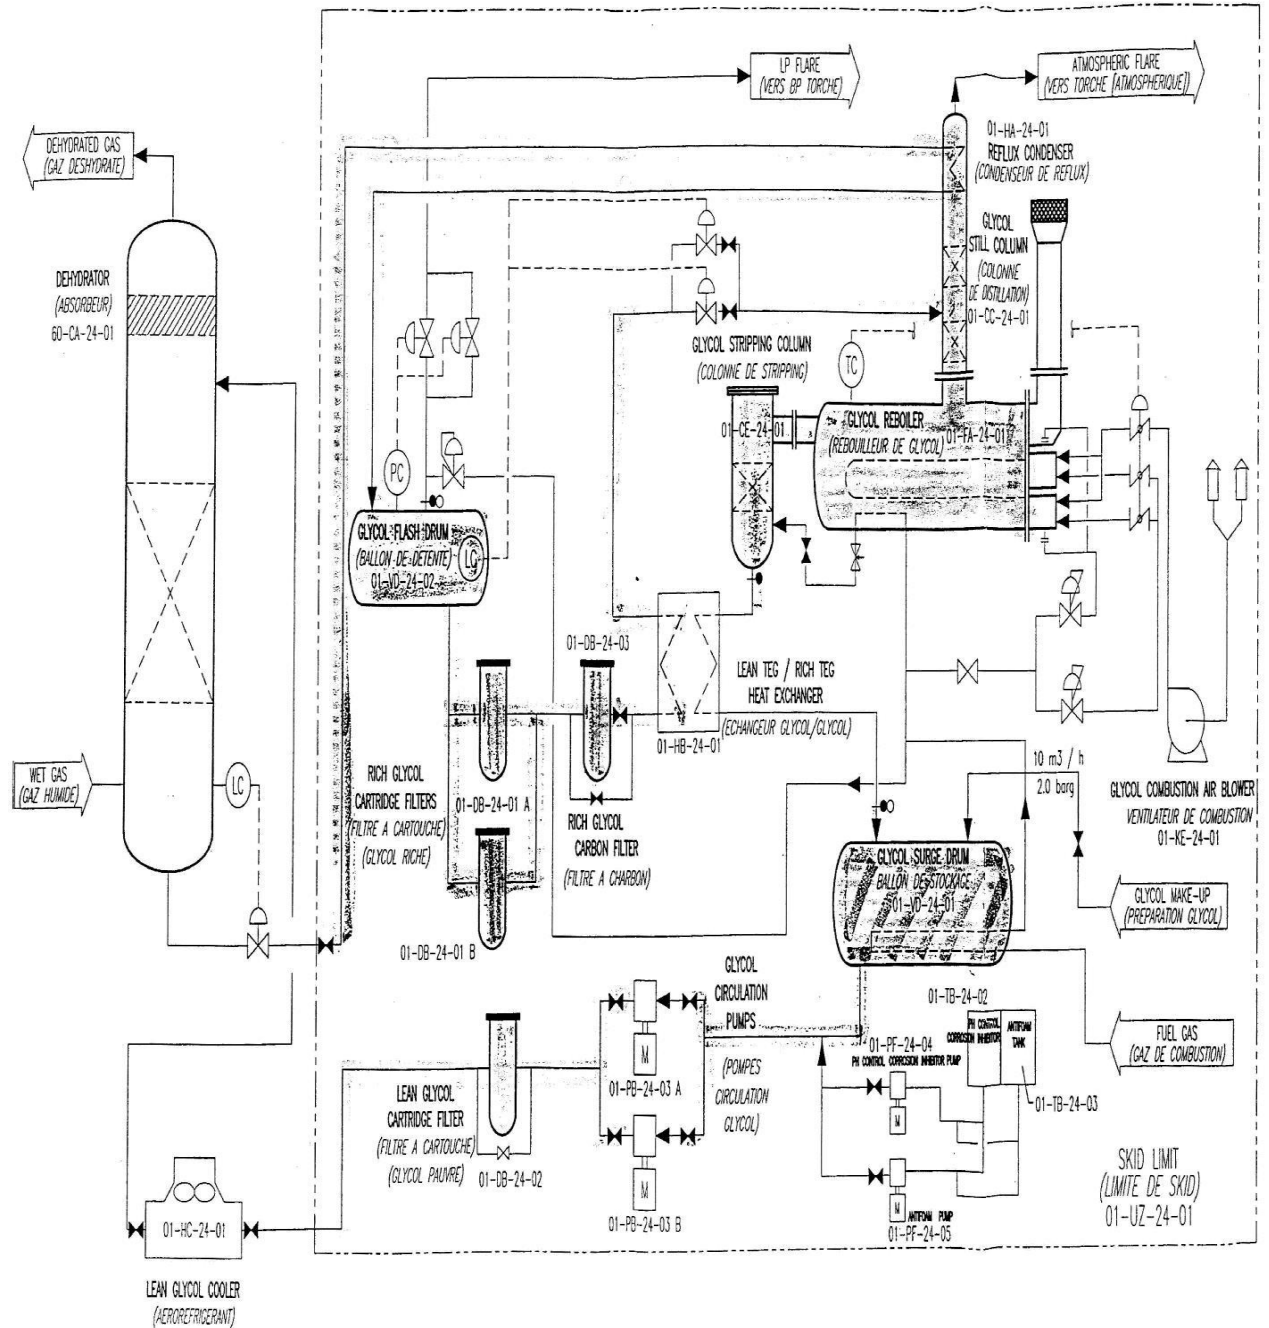 LP FLARE
(VERS BP TORCHE)
ATMOSPHERIC FLARE
(VERS TORCHE [ATMOSPHERIQUE])
DEHYDRATED GAS
(GAZ DESHYDRATE)
01-HA-24-01
REFLUX CONDENSER
(CONDENSEUR DE REFLUX)
GLYCOL
STILL COLUMN
(COLONNE
DE DISTILLATION)
01-CC-24-01
DEHYDRATOR
(ABSORBEUR)
60-CA-24-01
GLYCOL STRIPPING COLUMN
(COLONNE DE STRIPPING)
TC
01-CE-24-01
GLYCOL REBOILER
(REBOUILLEUR DE GLYCOL)
01-FA-24-01
PC
GLYCOL FLASH DRUM
(BALLON DE DETENTE)
01-VD-24-02
LC
01-DB-24-03
LEAN TEG / RICH TEG
HEAT EXCHANGER
(ECHANGEUR GLYCOL/GLYCOL)
01-HB-24-01
WET GAS
(GAZ HUMIDE)
LC
RICH GLYCOL
CARTRIDGE FILTERS
(FILTRE A CARTOUCHE)
(GLYCOL RICHE)
01-DB-24-01 A
RICH GLYCOL
CARBON FILTER
(FILTRE A CHARBON)
01-DB-24-01 B
10 m3 / h
2.0 barg
GLYCOL COMBUSTION AIR BLOWER
(VENTILATEUR DE COMBUSTION
01-KE-24-01
GLYCOL SURGE DRUM
BALLON DE STOCKAGE
01-VD-24-01
GLYCOL MAKE-UP
(PREPARATION GLYCOL)
GLYCOL
CIRCULATION
PUMPS
(POMPES
CIRCULATION
GLYCOL)
01-TB-24-02
PH CONTROL
CORROSION INHIBITOR
ANTIFOAM
TANK
FUEL GAS
(GAZ DE COMBUSTION)
01-PF-24-04
PH CONTROL CORROSION INHIBITOR PUMP
M
01-TB-24-03
M
01-PB-24-03 A
LEAN GLYCOL
CARTRIDGE FILTER
(FILTRE A CARTOUCHE)
(GLYCOL PAUVRE)
01-DB-24-02
M
01-PB-24-03 B
M
ANTIFOAM PUMP
01-PF-24-05
SKID LIMIT
(LIMITE DE SKID)
01-UZ-24-01
01-HC-24-01
LEAN GLYCOL COOLER
(AEROREFRIGERANT)